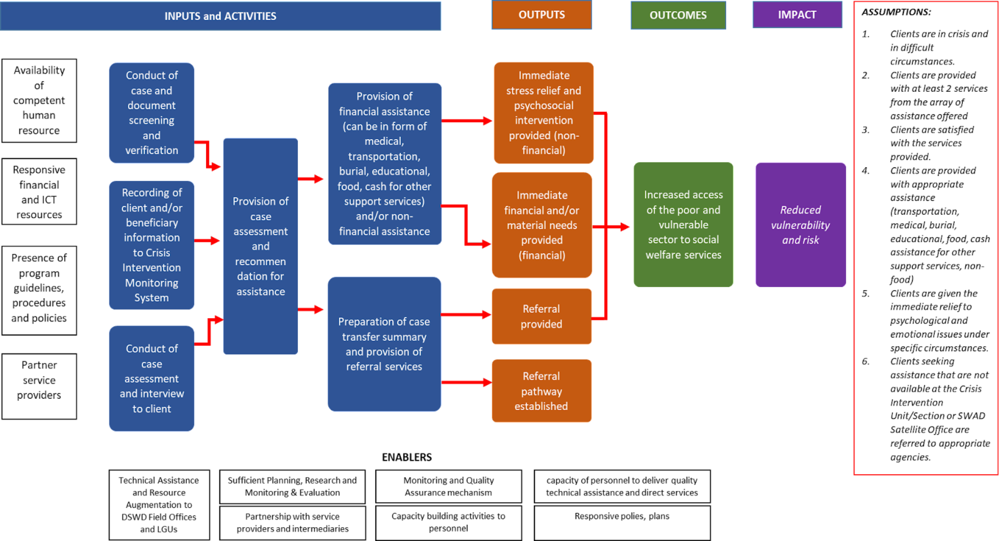 INPUTS and ACTIVITIES
OUTPUTS
OUTCOMES
IMPACT
Availability
of
competent
human
resource
Responsive
financial
and ICT
resources
Presence of
program
guidelines,
procedures
and policies
Partner
service
providers
Conduct of
case and
document
screening
and
verification
Recording of
client and/or
beneficiary
information
to Crisis
Intervention
Monitoring
System
Conduct of
case
assessment
and interview
to client
Provision of
case
assessment
and
recommen
dation for
assistance
Provision of
financial assistance
(can be in form of
medical,
transportation,
burial, educational,
food, cash for other
support services)
and/or non-
financial assistance
Preparation of case
transfer summary
and provision of
referral services
Immediate
stress relief and
psychosocial
intervention
provided (non-
financial)
Immediate
financial and/or
material needs
provided
(financial)
Referral
provided
Referral
pathway
established
Increased access
of the poor and
vulnerable
sector to social
welfare services
Reduced
vulnerability
and risk
ASSUMPTIONS:
1. Clients are in crisis and
in difficult
circumstances.
2. Clients are provided
with at least 2 services
from the array of
assistance offered
3. Clients are satisfied
with the services
provided.
4. Clients are provided
with appropriate
assistance
(transportation,
medical, burial,
educational, food, cash
assistance for other
support services, non-
food)
5. Clients are given the
immediate relief to
psychological and
emotional issues under
specific circumstances.
6. Clients seeking
assistance that are not
available at the Crisis
Intervention
Unit/Section or SWAD
Satellite Office are
referred to appropriate
agencies.
ENABLERS
Technical Assistance
and Resource
Augmentation to
DSWD Field Offices
and LGUs
Sufficient Planning, Research and
Monitoring & Evaluation
Partnership with service
providers and intermediaries
Monitoring and Quality
Assurance mechanism
Capacity building activities to
personnel
capacity of personnel to deliver quality
technical assistance and direct services
Responsive polies, plans